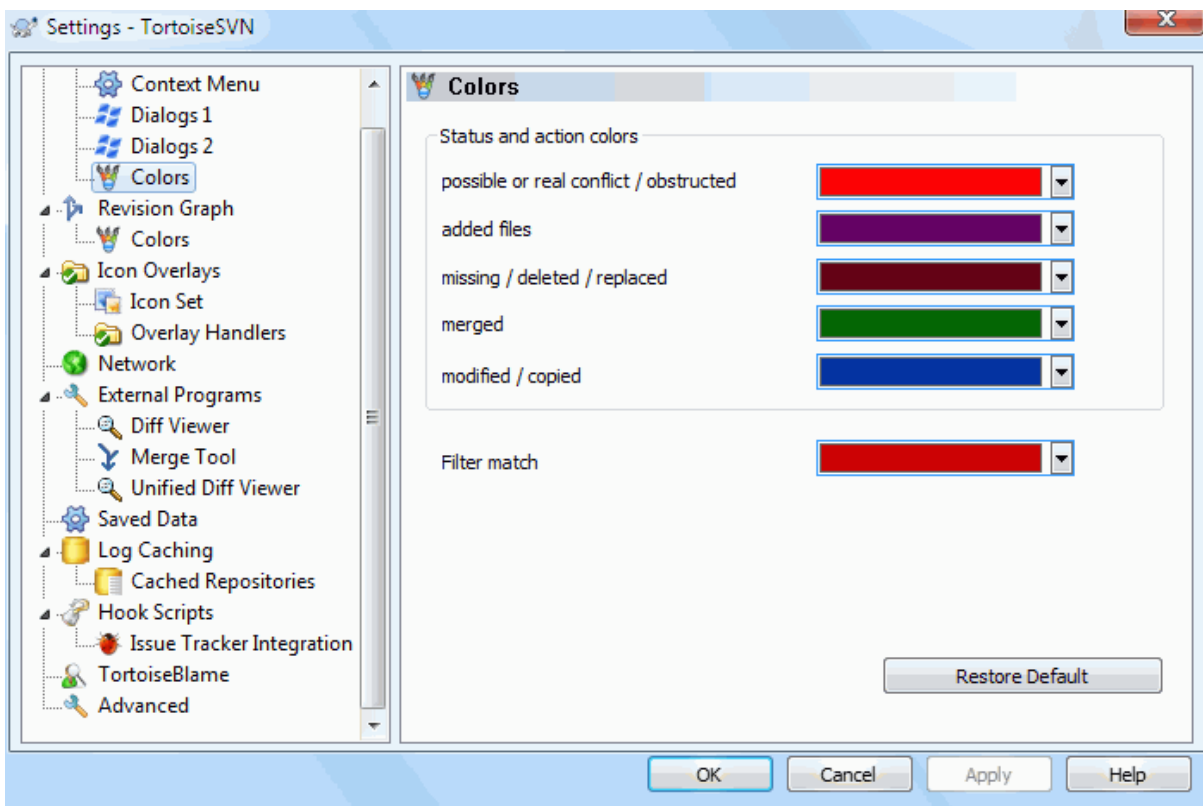 Settings - TortoiseSVN
Context Menu
Dialogs 1
Dialogs 2
Colors
Revision Graph
Colors
Icon Overlays
Icon Set
Overlay Handlers
Network
External Programs
Diff Viewer
Merge Tool
Unified Diff Viewer
Saved Data
Log Caching
Cached Repositories
Hook Scripts
Issue Tracker Integration
TortoiseBlame
Advanced
Colors
Status and action colors
possible or real conflict / obstructed
added files
missing / deleted / replaced
merged
modified / copied
Filter match
Restore Default
OK
Cancel
Apply
Help